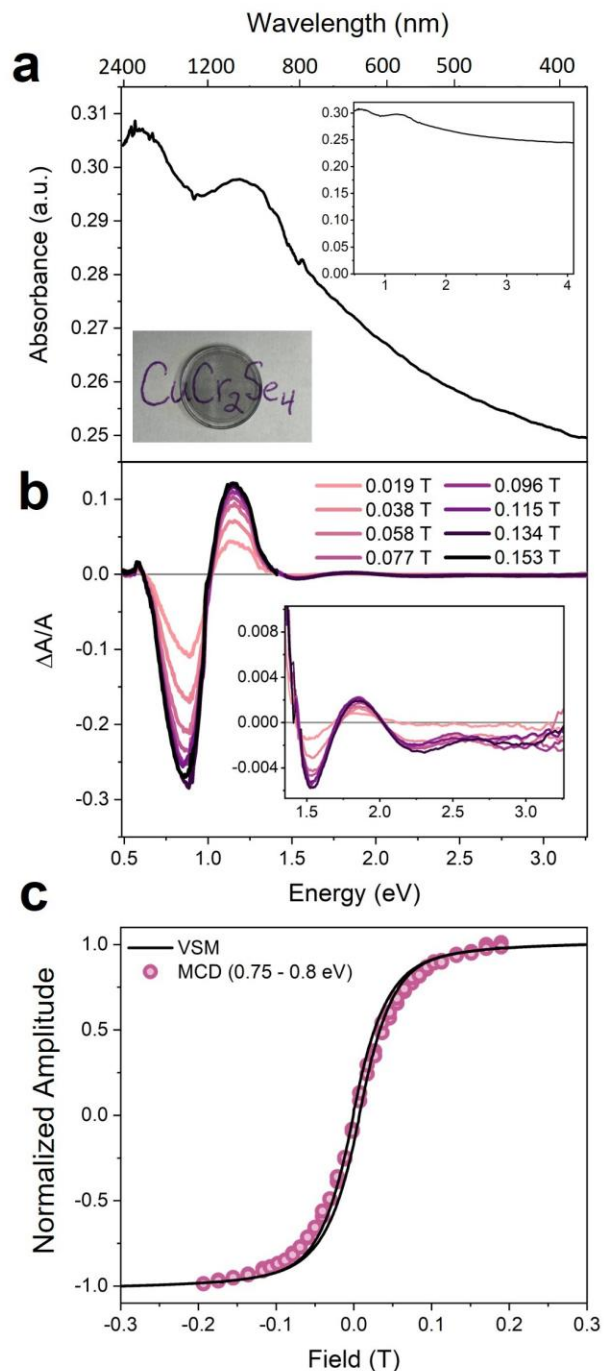 Wavelength (nm)
a
2400 1200 800 600 500 400
0.31
0.30
0.29
0.28
0.27
0.26
0.25
Absorbance (a.u.)
0.30
0.25
0.20
0.15
0.10
0.05
0.00
1 2 3 4
CuCr2Se4
b
0.1
0.0
-0.1
-0.2
-0.3
ΔA/A
0.019 T 0.096 T
0.038 T 0.115 T
0.058 T 0.134 T
0.077 T 0.153 T
0.008
0.004
0.000
-0.004
1.5 2.0 2.5 3.0
0.5 1.0 1.5 2.0 2.5 3.0
Energy (eV)
c
1.0
0.5
0.0
-0.5
-1.0
Normalized Amplitude
VSM
MCD (0.75 - 0.8 eV)
-0.3 -0.2 -0.1 0.0 0.1 0.2 0.3
Field (T)